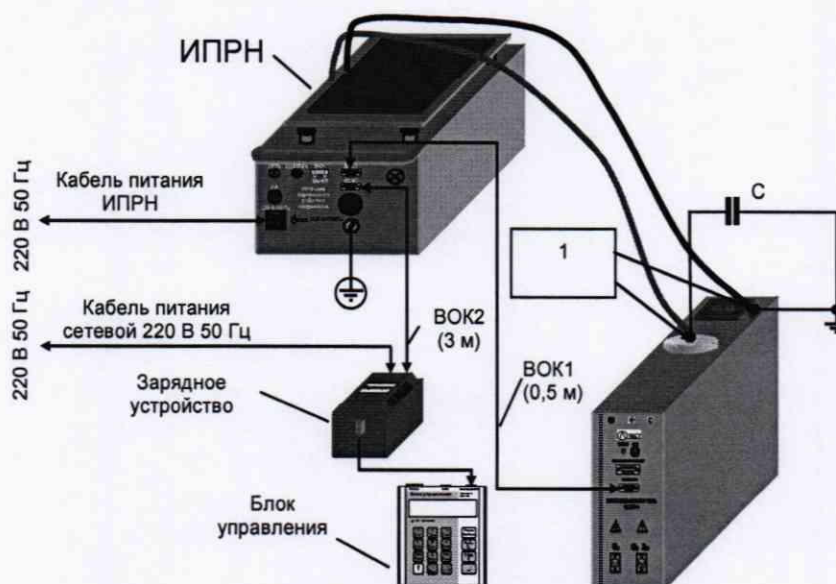 ИПРН
Кабель питания
ИПРН
220 В 50 Гц
Кабель питания
сетевой 220 В 50 Гц
220 В 50 Гц
Зарядное
устройство
Блок
управления
ВОК2
(3 м)
ВОК1
(0,5 м)
1
С